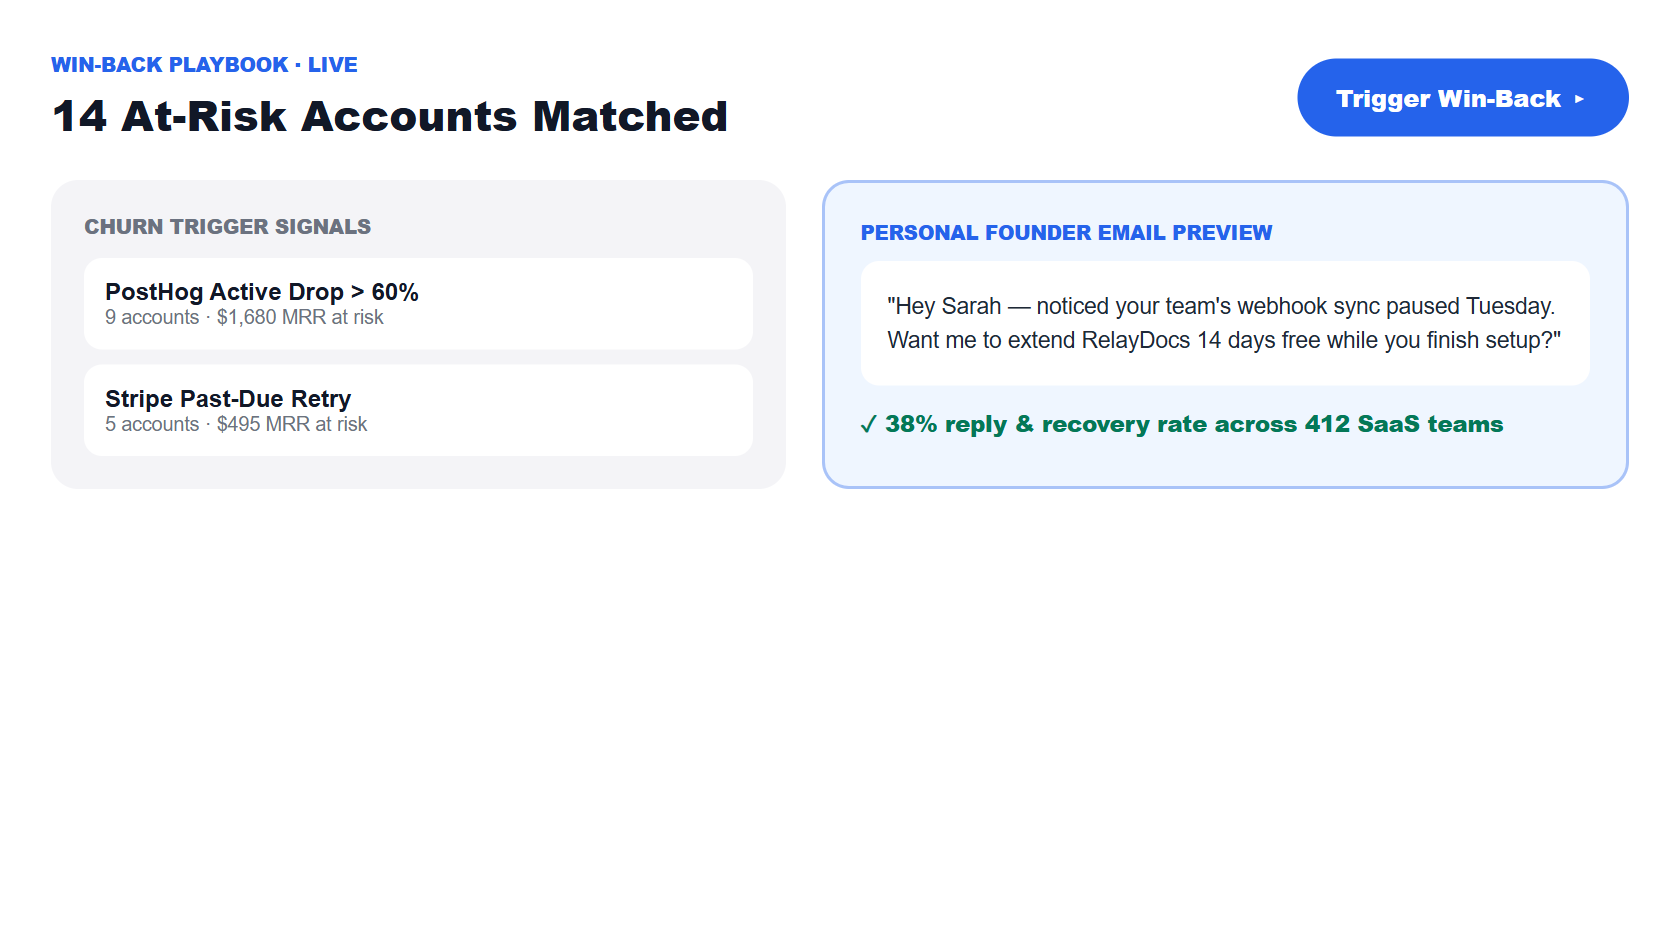 WIN-BACK PLAYBOOK · LIVE
14 At-Risk Accounts Matched
Trigger Win-Back ▸
CHURN TRIGGER SIGNALS
PostHog Active Drop > 60%
9 accounts · $1,680 MRR at risk
Stripe Past-Due Retry
5 accounts · $495 MRR at risk
PERSONAL FOUNDER EMAIL PREVIEW
"Hey Sarah — noticed your team's webhook sync paused Tuesday.
Want me to extend RelayDocs 14 days free while you finish setup?"
✓ 38% reply & recovery rate across 412 SaaS teams